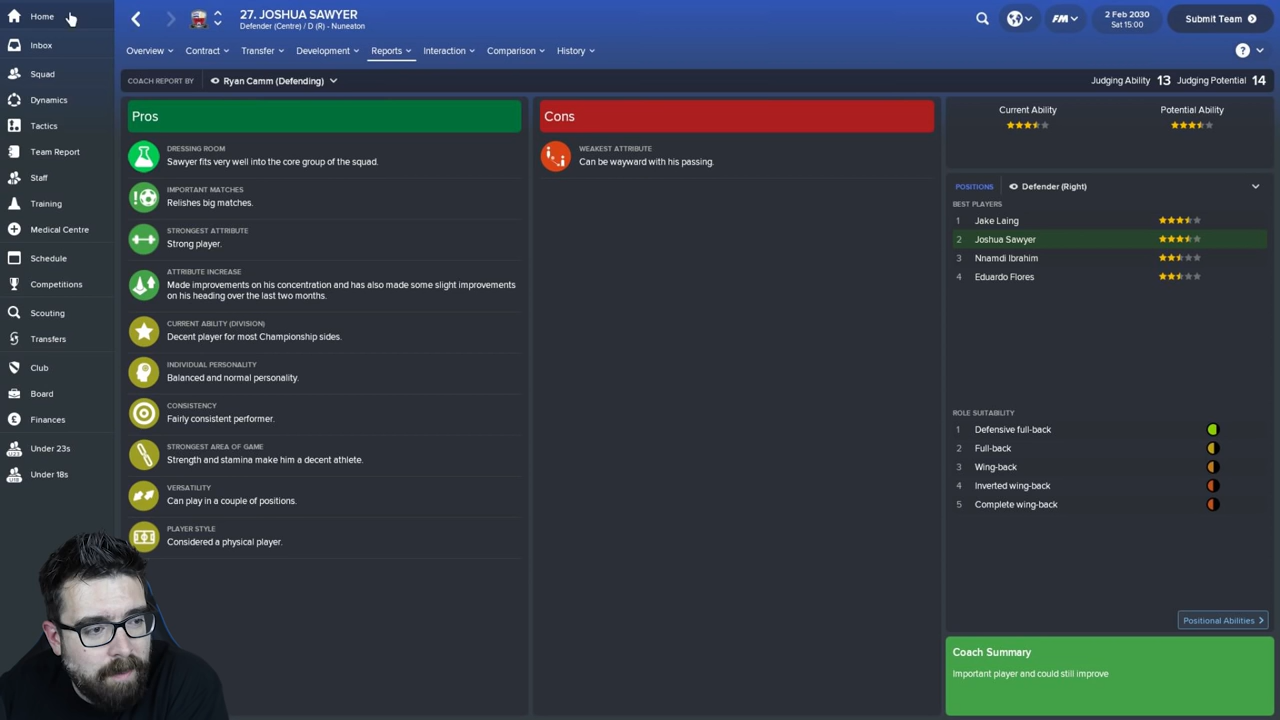 Home
Inbox
Squad
Dynamics
Tactics
Team Report
Staff
Training
Medical Centre
Schedule
Competitions
Scouting
Transfers
Club
Board
Finances
Under 23s
Under 18s
27. JOSHUA SAWYER
Defender (Centre) / D (R) - Nuneaton
FM
2 Feb 2030
Sat 15:00
Submit Team
Overview
Contract
Transfer
Development
Reports
Interaction
Comparison
History
?
COACH REPORT BY
Ryan Camm (Defending)
Judging Ability 13
Judging Potential 14
Pros
DRESSING ROOM
Sawyer fits very well into the core group of the squad.
IMPORTANT MATCHES
Relishes big matches.
STRONGEST ATTRIBUTE
Strong player.
ATTRIBUTE INCREASE
Made improvements on his concentration and has also made some slight improvements
on his heading over the last two months.
CURRENT ABILITY (DIVISION)
Decent player for most Championship sides.
INDIVIDUAL PERSONALITY
Balanced and normal personality.
CONSISTENCY
Fairly consistent performer.
STRONGEST AREA OF GAME
Strength and stamina make him a decent athlete.
VERSATILITY
Can play in a couple of positions.
PLAYER STYLE
Considered a physical player.
Cons
WEAKEST ATTRIBUTE
Can be wayward with his passing.
Current Ability
Potential Ability
POSITIONS
Defender (Right)
BEST PLAYERS
1 Jake Laing
2 Joshua Sawyer
3 Nnamdi Ibrahim
4 Eduardo Flores
ROLE SUITABILITY
1 Defensive full-back
2 Full-back
3 Wing-back
4 Inverted wing-back
5 Complete wing-back
Positional Abilities
Coach Summary
Important player and could still improve